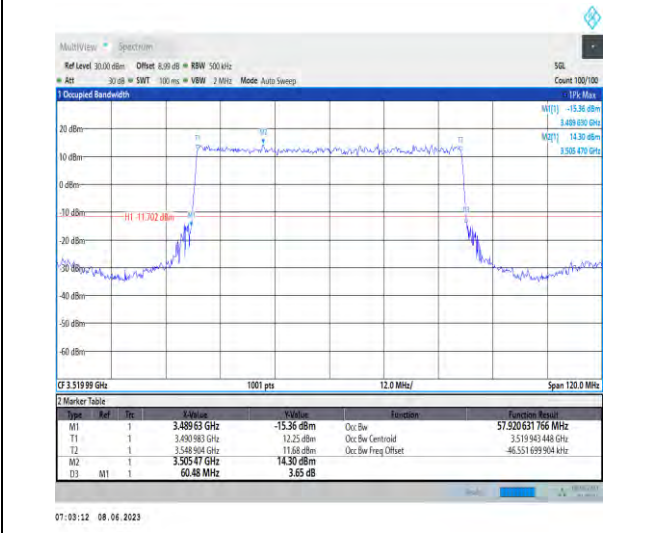 MultiView Spectrum
Ref Level 30.00 dBm Offset 8.99 dB RBW 500 kHz SGL
Att 30 dB SWT 100 ms VBW 2 MHz Mode Auto Sweep Count 100/100
1 Occupied Bandwidth 1Pk Max
M1[1] -15.36 dBm
3.489 630 GHz
M2[1] 14.30 dBm
3.505 470 GHz
20 dBm
T1 M2 T2
10 dBm
0 dBm
-10 dBm
H1 -11.702 dBm
-20 dBm
-30 dBm
-40 dBm
-50 dBm
-60 dBm
CF 3.519 99 GHz 1001 pts 12.0 MHz/ Span 120.0 MHz
2 Marker Table
Type Ref Trc X-Value Y-Value Function Function Result
M1 1 3.489 63 GHz -15.36 dBm Occ Bw 57.920 631 766 MHz
T1 1 3.490 983 GHz 12.25 dBm Occ Bw Centroid 3.519 943 448 GHz
T2 1 3.548 904 GHz 11.68 dBm Occ Bw Freq Offset -46.551 699 904 kHz
M2 1 3.505 47 GHz 14.30 dBm
D3 M1 1 60.48 MHz 3.65 dB
07:03:12 08.06.2023